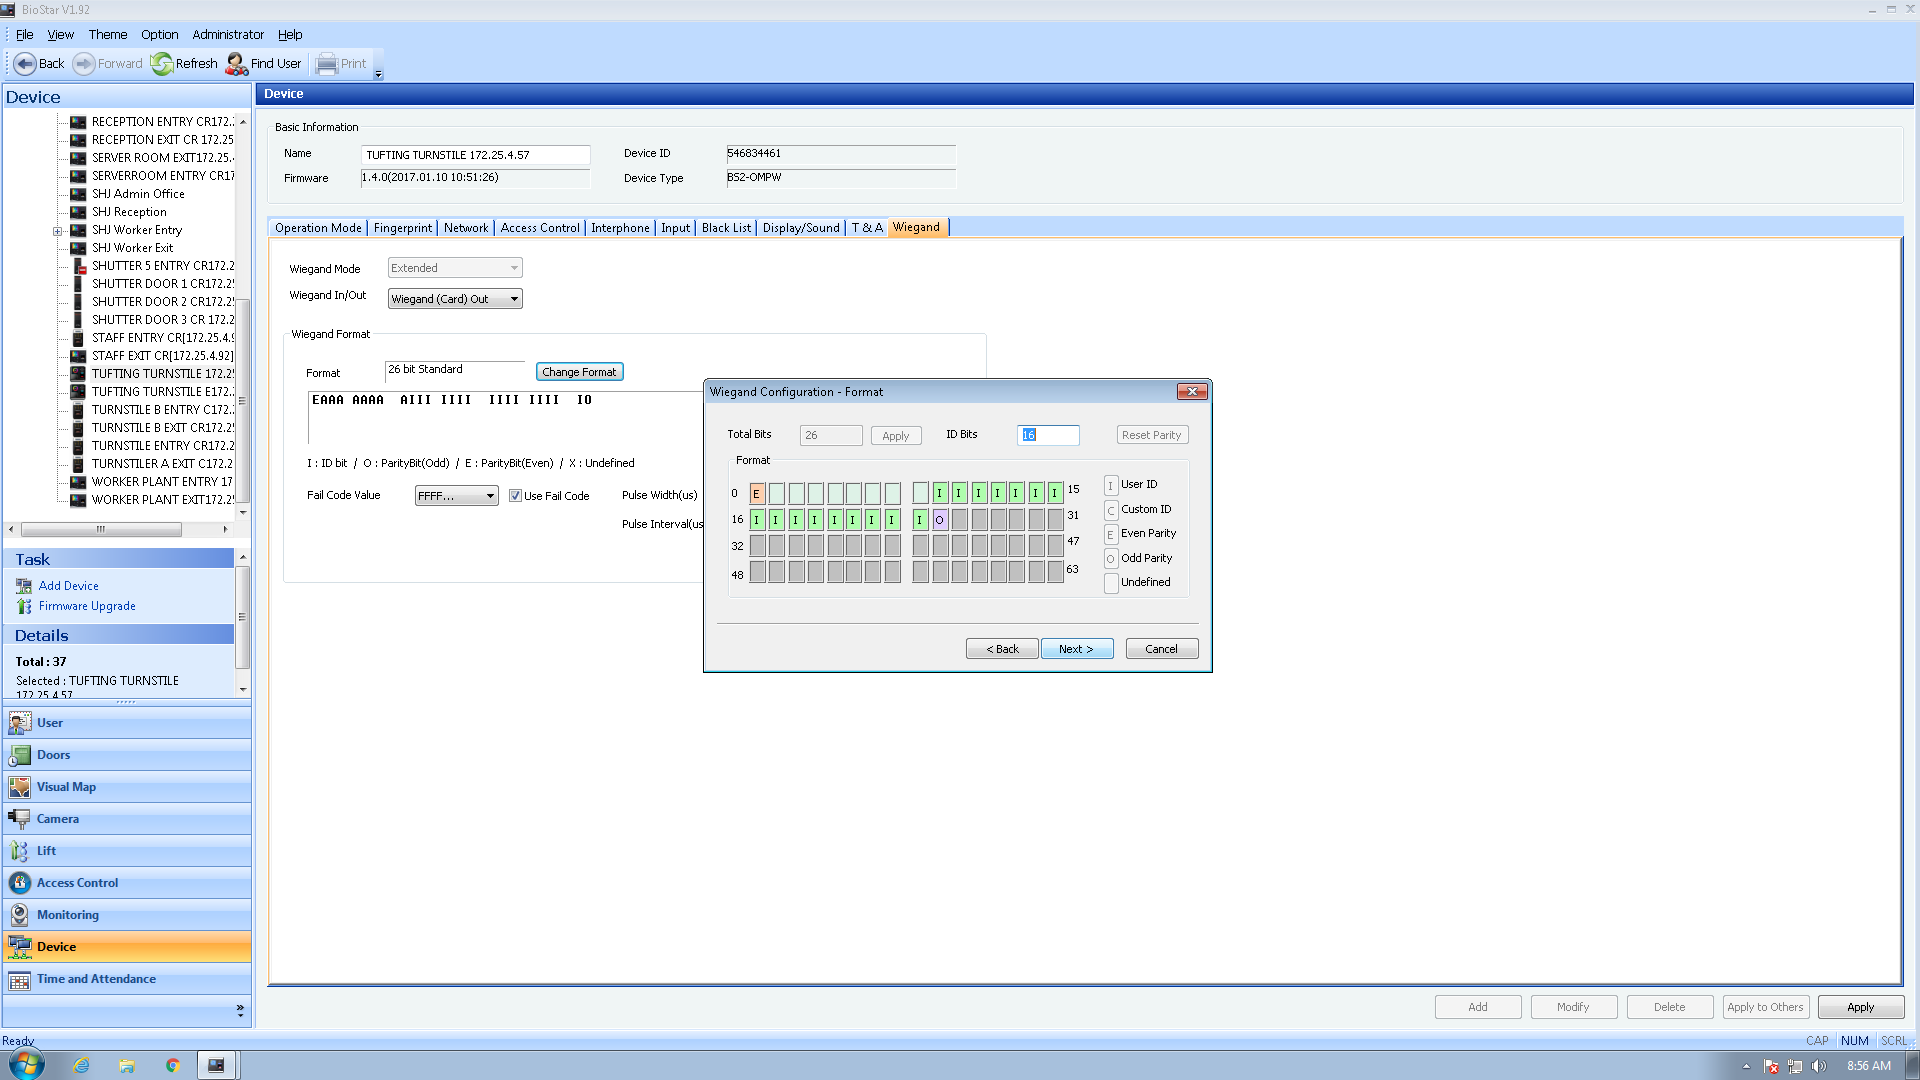 BioStar V1.92
File View Theme Option Administrator Help
Back Forward Refresh Find User Print
Device
RECEPTION ENTRY CR172.
RECEPTION EXIT CR 172.25
SERVER ROOM EXIT172.25.
SERVERROOM ENTRY CR17
SHJ Admin Office
SHJ Reception
SHJ Worker Entry
SHJ Worker Exit
SHUTTER 5 ENTRY CR172.2
SHUTTER DOOR 1 CR172.25
SHUTTER DOOR 2 CR172.25
SHUTTER DOOR 3 CR 172.2
STAFF ENTRY CR[172.25.4.9
STAFF EXIT CR[172.25.4.92]
TUFTING TURNSTILE 172.25
TUFTING TURNSTILE E172.
TURNSTILE B ENTRY C172.2
TURNSTILE B EXIT CR172.25
TURNSTILE ENTRY CR172.2
TURNSTILER A EXIT C172.2
WORKER PLANT ENTRY 17
WORKER PLANT EXIT172.25
Task
Add Device
Firmware Upgrade
Details
Total : 37
Selected : TUFTING TURNSTILE
172.25.4.57
User
Doors
Visual Map
Camera
Lift
Access Control
Monitoring
Device
Time and Attendance
Device
Basic Information
Name TUFTING TURNSTILE 172.25.4.57 Device ID 546834461
Firmware 1.4.0(2017.01.10 10:51:26) Device Type BS2-OMPW
Operation Mode Fingerprint Network Access Control Interphone Input Black List Display/Sound T & A Wiegand
Wiegand Mode Extended
Wiegand In/Out Wiegand (Card) Out
Wiegand Format
Format 26 bit Standard Change Format
EAAA AAAA AIII IIII IIII IIII IO
I : ID bit / O : ParityBit(Odd) / E : ParityBit(Even) / X : Undefined
Fail Code Value FFFF... Use Fail Code Pulse Width(us)
Pulse Interval(us
Wiegand Configuration - Format
Total Bits 26 Apply ID Bits 16 Reset Parity
Format
0 E I I I I I I I 15
16 I I I I I I I I I O 31
32 47
48 63
I User ID
C Custom ID
E Even Parity
O Odd Parity
Undefined
< Back Next > Cancel
Add Modify Delete Apply to Others Apply
Ready CAP NUM SCRL
8:56 AM